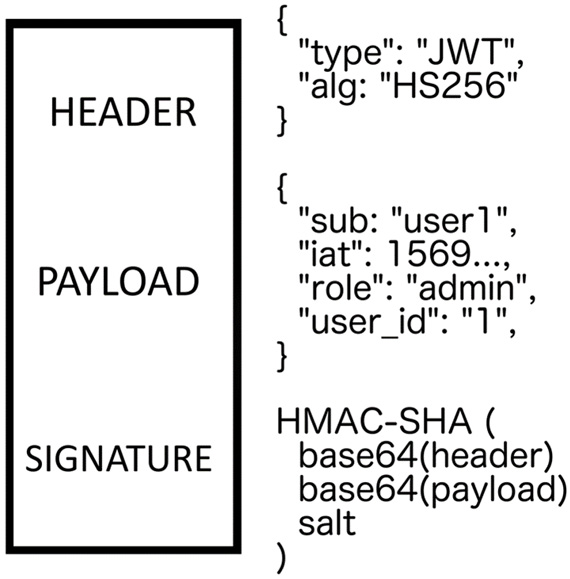 HEADER
{
"type": "JWT",
"alg: "HS256"
}
PAYLOAD
{
"sub: "user1",
"iat": 1569...,
"role": "admin",
"user_id": "1",
}
SIGNATURE
HMAC-SHA (
base64(header)
base64(payload)
salt
)